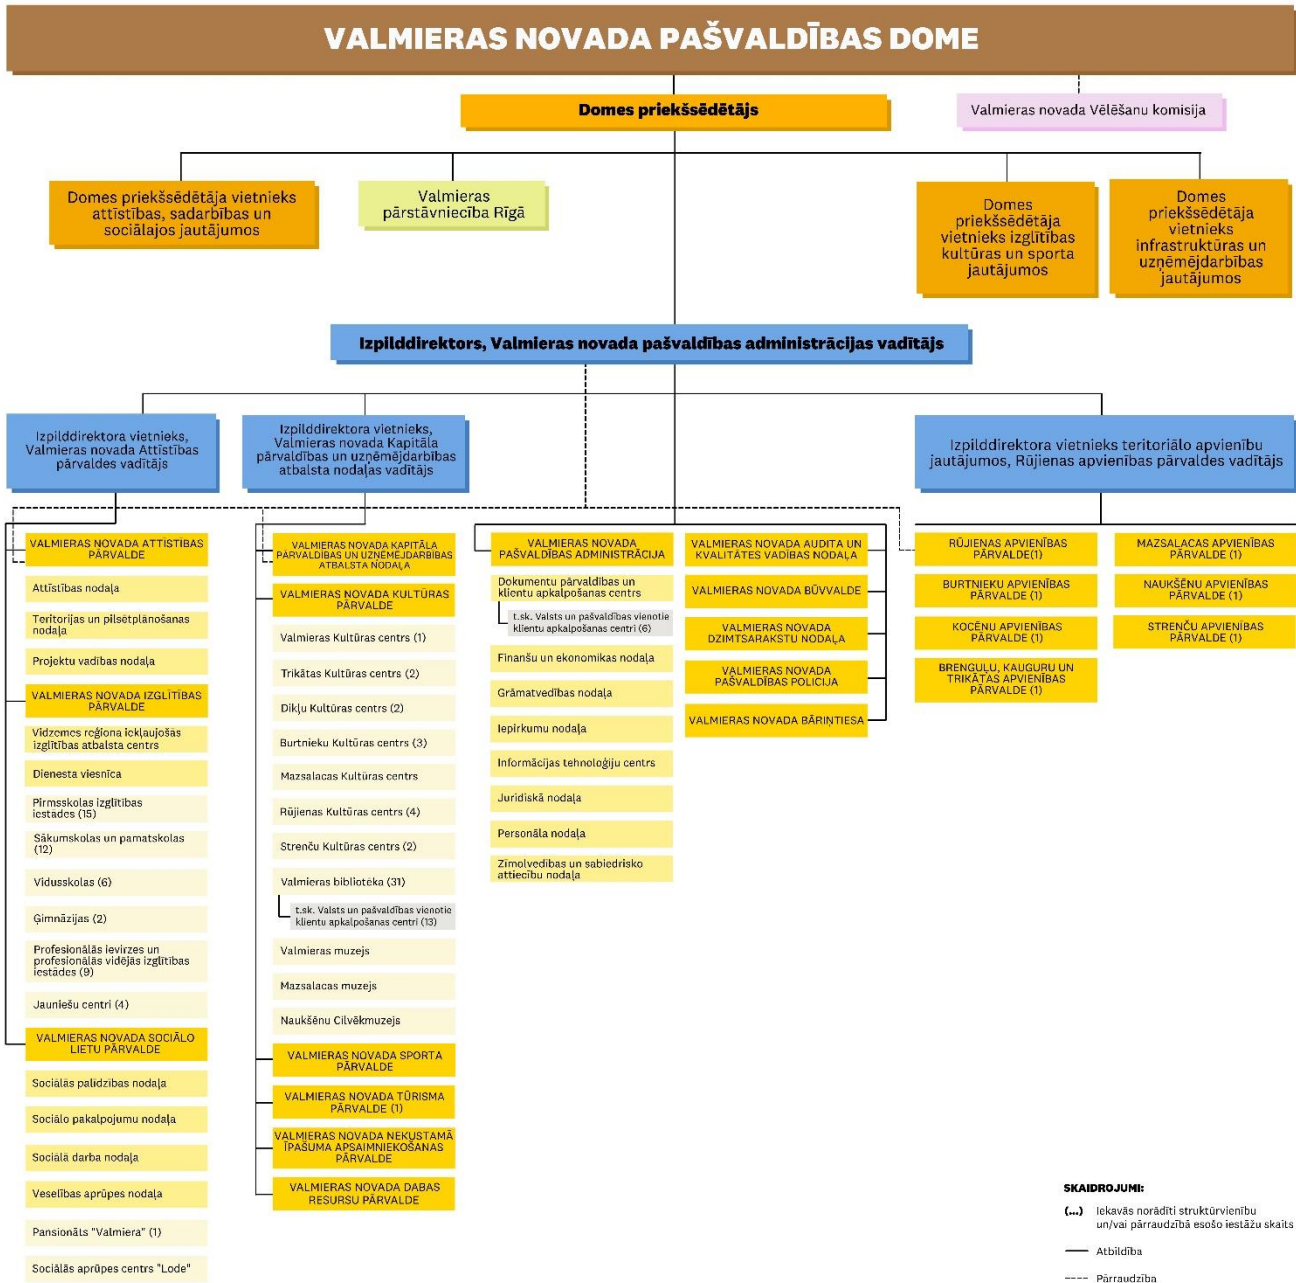 VALMIERAS NOVADA PAŠVALDĪBAS DOME
Domes priekšsēdētājs
Valmieras novada Vēlēšanu komisija
Domes priekšsēdētāja vietnieks
attīstības, sadarbības un
sociālajos jautājumos
Valmieras
pārstāvniecība Rīgā
Domes
priekšsēdētāja
vietnieks izglītības
kultūras un sporta
jautājumos
Domes
priekšsēdētāja
vietnieks
infrastruktūras un
uzņēmējdarbības
jautājumos
Izpilddirektors, Valmieras novada pašvaldības administrācijas vadītājs
Izpilddirektora vietnieks,
Valmieras novada Attīstības
pārvaldes vadītājs
Izpilddirektora vietnieks,
Valmieras novada Kapitāla
pārvaldības un uzņēmējdarbības
atbalsta nodaļas vadītājs
Izpilddirektora vietnieks teritoriālo apvienību
jautājumos, Rūjienas apvienības pārvaldes vadītājs
VALMIERAS NOVADA ATTĪSTĪBAS
PĀRVALDE
Attīstības nodaļa
Teritorijas un pilsētplānošanas
nodaļa
Projektu vadības nodaļa
VALMIERAS NOVADA IZGLĪTĪBAS
PĀRVALDE
Vidzemes reģiona iekļaujošās
izglītības atbalsta centrs
Dienesta viesnīca
Pirmsskolas izglītības
iestādes (15)
Sākumskolas un pamatskolas
(12)
Vidusskolas (6)
Ģimnāzijas (2)
Profesionālās ievirzes un
profesionālās vidējās izglītības
iestādes (9)
Jauniešu centri (4)
VALMIERAS NOVADA SOCIĀLO
LIETU PĀRVALDE
Sociālās palīdzības nodaļa
Sociālo pakalpojumu nodaļa
Sociālā darba nodaļa
Veselības aprūpes nodaļa
Pansionāts "Valmiera" (1)
Sociālās aprūpes centrs "Lode"
VALMIERAS NOVADA KAPITĀLA
PĀRVALDĪBAS UN UZŅĒMĒJDARBĪBAS
ATBALSTA NODAĻA
VALMIERAS NOVADA KULTŪRAS
PĀRVALDE
Valmieras Kultūras centrs (1)
Trikātas Kultūras centrs (2)
Dikļu Kultūras centrs (2)
Burtnieku Kultūras centrs (3)
Mazsalacas Kultūras centrs
Rūjienas Kultūras centrs (4)
Strenču Kultūras centrs (2)
Valmieras bibliotēka (31)
t.sk. Valsts un pašvaldības vienotie
klientu apkalpošanas centri (13)
Valmieras muzejs
Mazsalacas muzejs
Naukšēnu Cilvēkmuzejs
VALMIERAS NOVADA SPORTA
PĀRVALDE
VALMIERAS NOVADA TŪRISMA
PĀRVALDE (1)
VALMIERAS NOVADA NEKUSTAMĀ
ĪPAŠUMA APSAIMNIEKOŠANAS
PĀRVALDE
VALMIERAS NOVADA DABAS
RESURSU PĀRVALDE
VALMIERAS NOVADA
PAŠVALDĪBAS ADMINISTRĀCIJA
Dokumentu pārvaldības un
klientu apkalpošanas centrs
t.sk. Valsts un pašvaldības vienotie
klientu apkalpošanas centri (6)
Finanšu un ekonomikas nodaļa
Grāmatvedības nodaļa
Iepirkumu nodaļa
Informācijas tehnoloģiju centrs
Juridiskā nodaļa
Personāla nodaļa
Zīmolvedības un sabiedrisko
attiecību nodaļa
VALMIERAS NOVADA AUDITA UN
KVALITĀTES VADĪBAS NODAĻA
VALMIERAS NOVADA BŪVVALDE
VALMIERAS NOVADA
DZIMTSARAKSTU NODAĻA
VALMIERAS NOVADA
PAŠVALDĪBAS POLICIJA
VALMIERAS NOVADA BĀRIŅTIESA
RŪJIENAS APVIENĪBAS
PĀRVALDE(1)
BURTNIEKU APVIENĪBAS
PĀRVALDE (1)
KOCĒNU APVIENĪBAS
PĀRVALDE (1)
BRENGUĻU, KAUGURU UN
TRIKĀTAS APVIENĪBAS
PĀRVALDE (1)
MAZSALACAS APVIENĪBAS
PĀRVALDE (1)
NAUKŠĒNU APVIENĪBAS
PĀRVALDE (1)
STRENČU APVIENĪBAS
PĀRVALDE (1)
SKAIDROJUMI:
(...) Iekavās norādīti struktūrvienību
un/vai pārraudzībā esošo iestāžu skaits
Atbildība
Pārraudzība